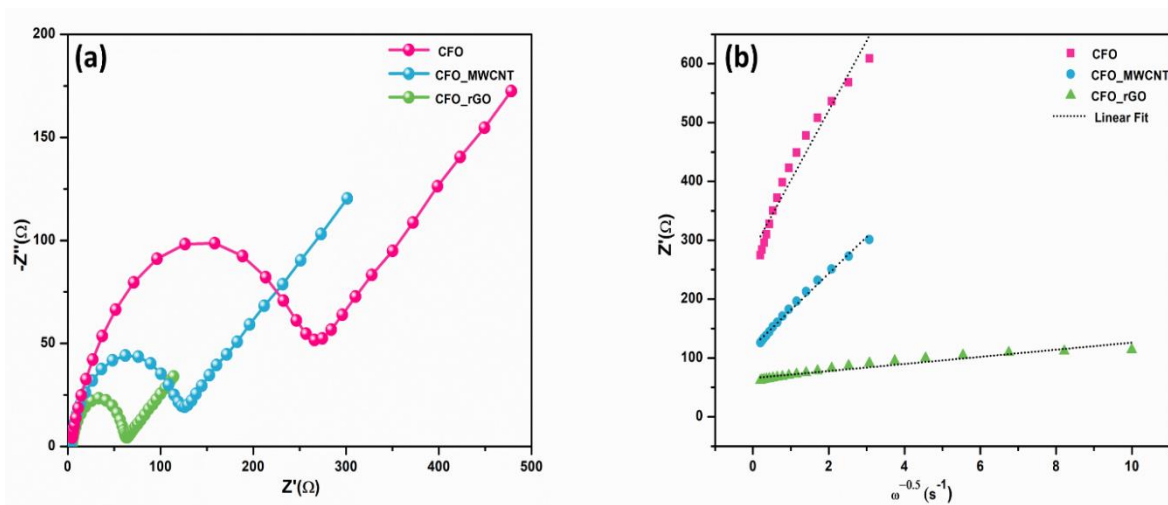 (a)
CFO
CFO_MWCNT
CFO_rGO
200
150
100
50
0
-Z''(Ω)
0 100 200 300 400 500
Z'(Ω)
(b)
CFO
CFO_MWCNT
CFO_rGO
Linear Fit
600
500
400
300
200
100
0
Z'(Ω)
0 2 4 6 8 10
ω⁻⁰·⁵ (s⁻¹)